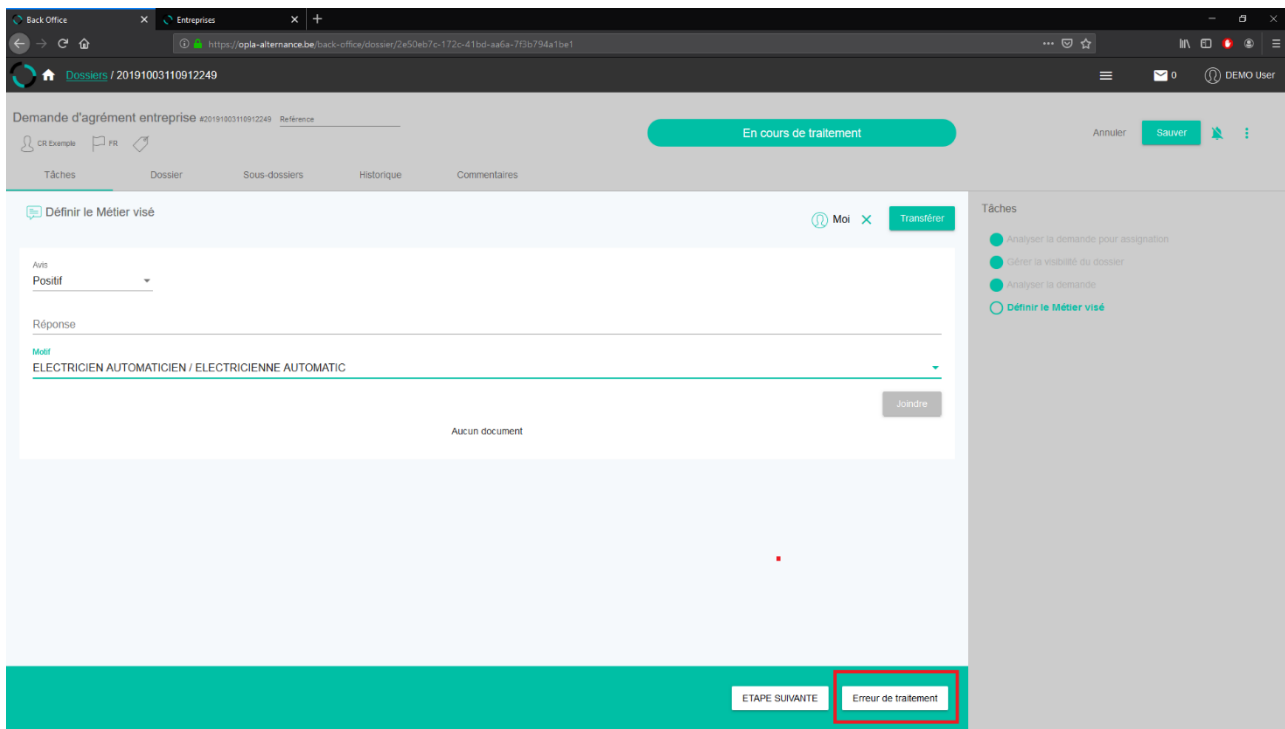 Back Office
Entreprises
https://opla-alternance.be/back-office/dossier/2e50eb7c-172c-41bd-aa6a-7f3b794a1be1
Dossiers / 20191003110912249
0
DEMO User
Demande d'agrément entreprise #20191003110912249 Reférence
En cours de traitement
Annuler
Sauver
CR Example
FR
Tâches
Dossier
Sous-dossiers
Historique
Commentaires
Définir le Métier visé
Moi
Transférer
Avis
Positif
Réponse
Motif
ELECTRICIEN AUTOMATICIEN / ELECTRICIENNE AUTOMATIC
Joindre
Aucun document
Tâches
Analyser la demande pour assignation
Gérer la visibilité du dossier
Analyser la demande
Définir le Métier visé
ETAPE SUIVANTE
Erreur de traitement